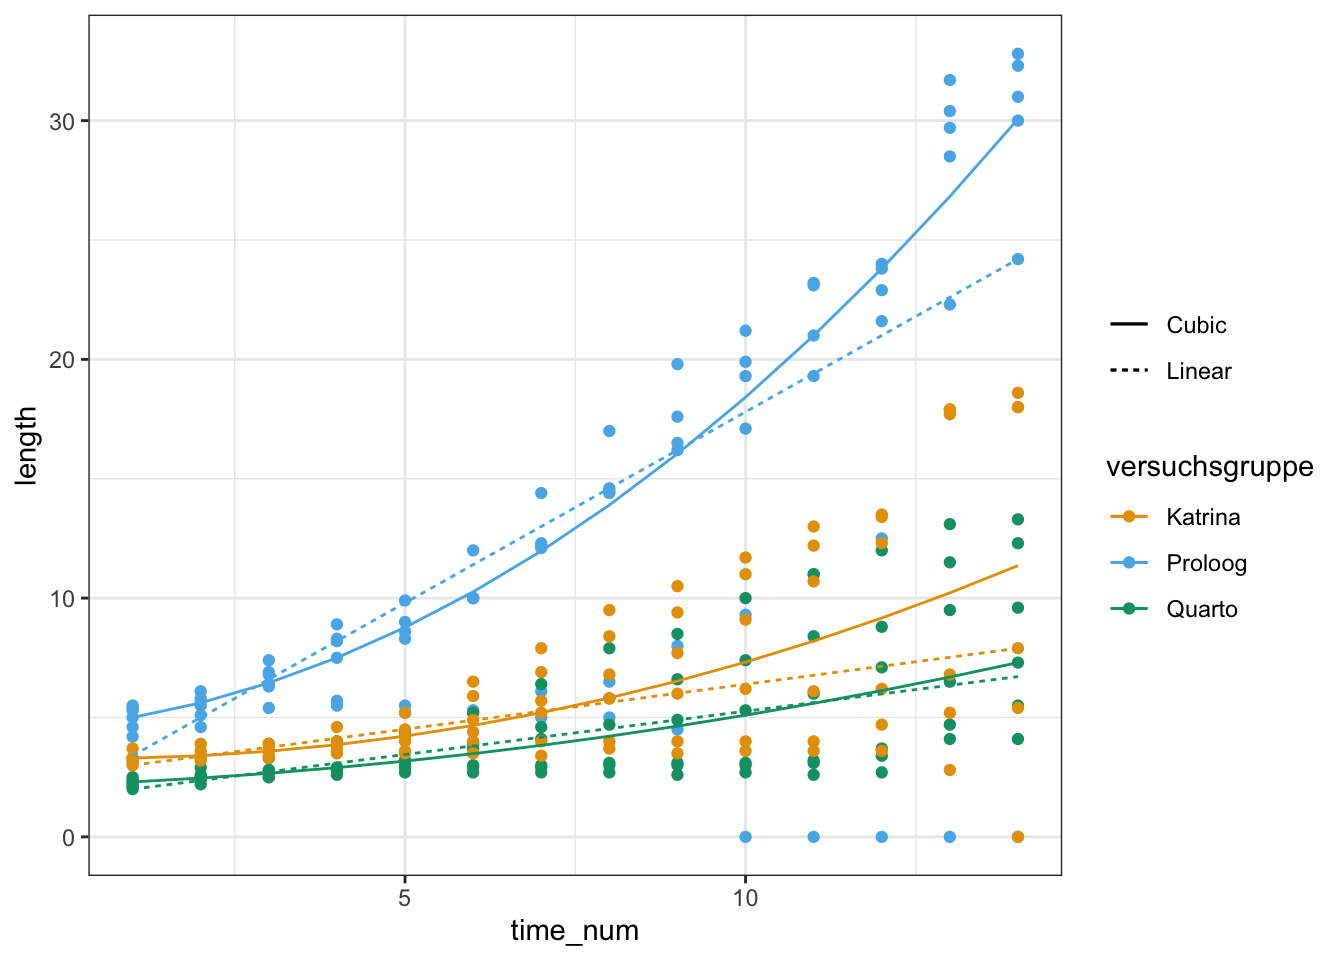 30
20
10
0
length
5 10
time_num
Cubic
Linear
versuchsgruppe
Katrina
Proloog
Quarto